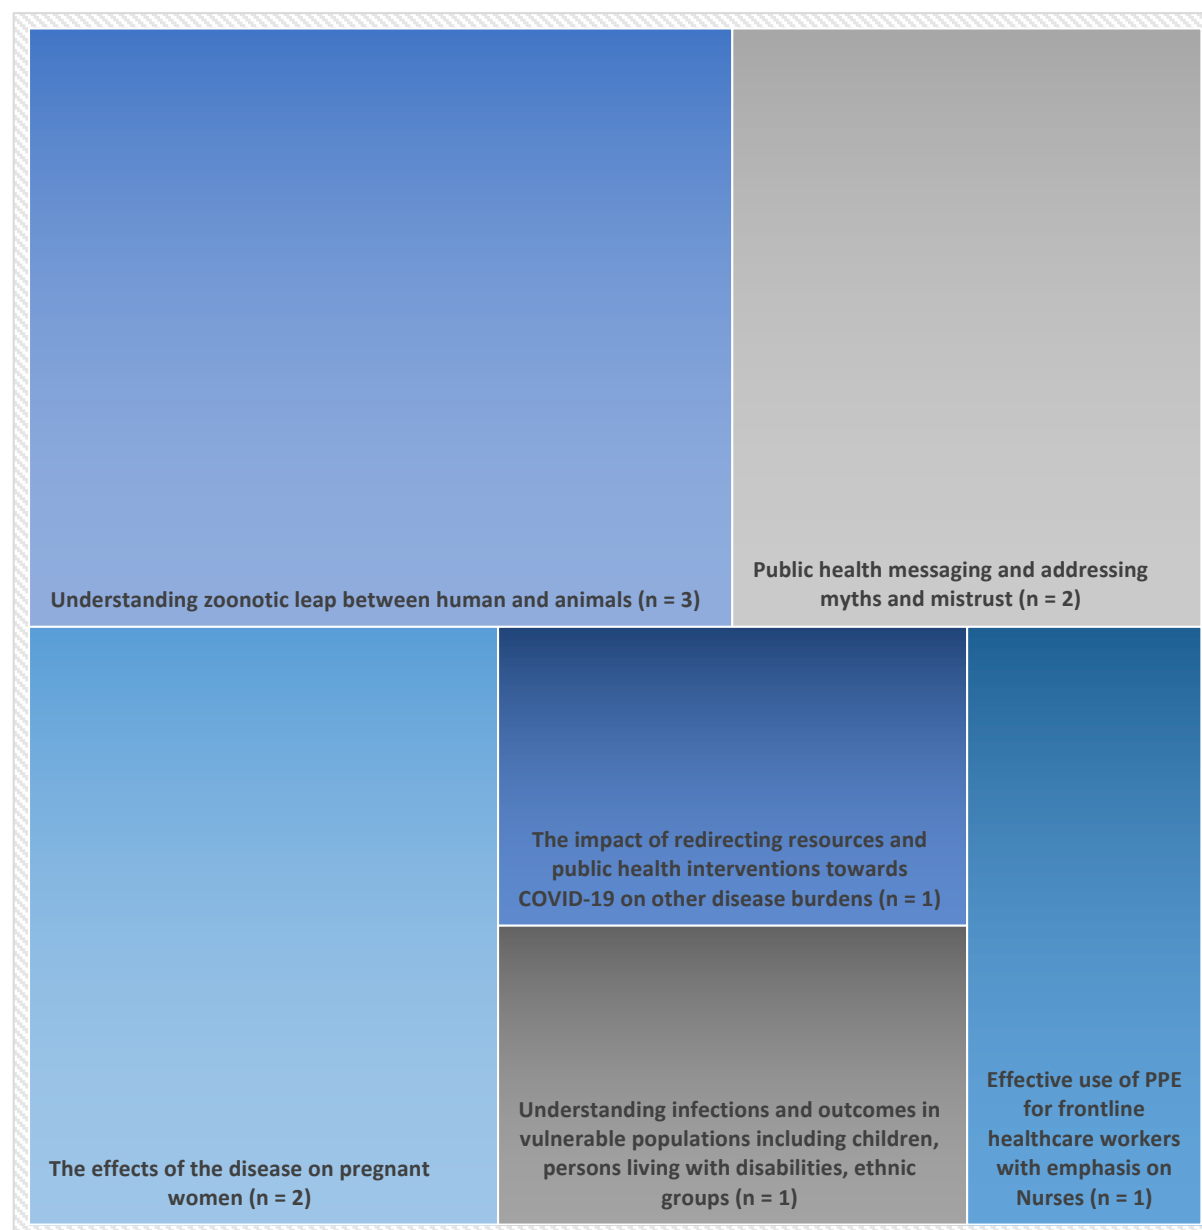 Understanding zoonotic leap between human and animals (n = 3)
Public health messaging and addressing
myths and mistrust (n = 2)
The effects of the disease on pregnant
women (n = 2)
The impact of redirecting resources and
public health interventions towards
COVID-19 on other disease burdens (n = 1)
Understanding infections and outcomes in
vulnerable populations including children,
persons living with disabilities, ethnic
groups (n = 1)
Effective use of PPE
for frontline
healthcare workers
with emphasis on
Nurses (n = 1)